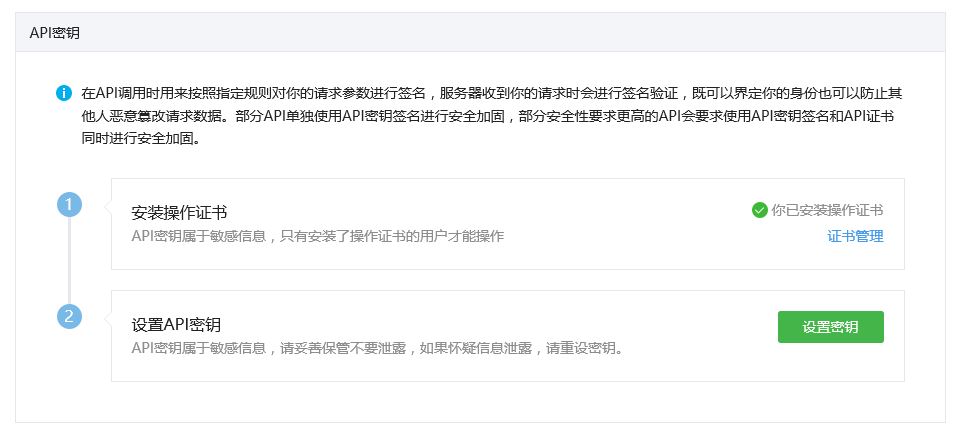 API密钥
在API调用时用来按照指定规则对你的请求参数进行签名，服务器收到你的请求时会进行签名验证，既可以界定你的身份也可以防止其
他人恶意篡改请求数据。部分API单独使用API密钥签名进行安全加固，部分安全性要求更高的API会要求使用API密钥签名和API证书
同时进行安全加固。
1
安装操作证书
你已安装操作证书
API密钥属于敏感信息，只有安装了操作证书的用户才能操作
证书管理
2
设置API密钥
设置密钥
API密钥属于敏感信息，请妥善保管不要泄露，如果怀疑信息泄露，请重设密钥。